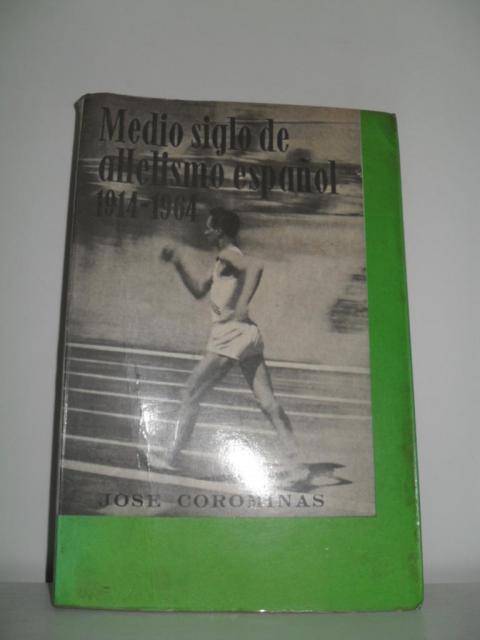 Medio siglo de
atletismo español
1914-1964
JOSE COROMINAS